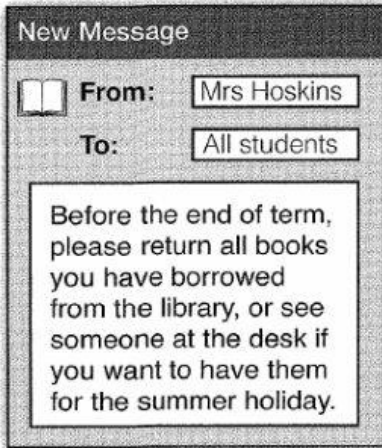 New Message
From: Mrs Hoskins
To: All students
Before the end of term,
please return all books
you have borrowed
from the library, or see
someone at the desk if
you want to have them
for the summer holiday.